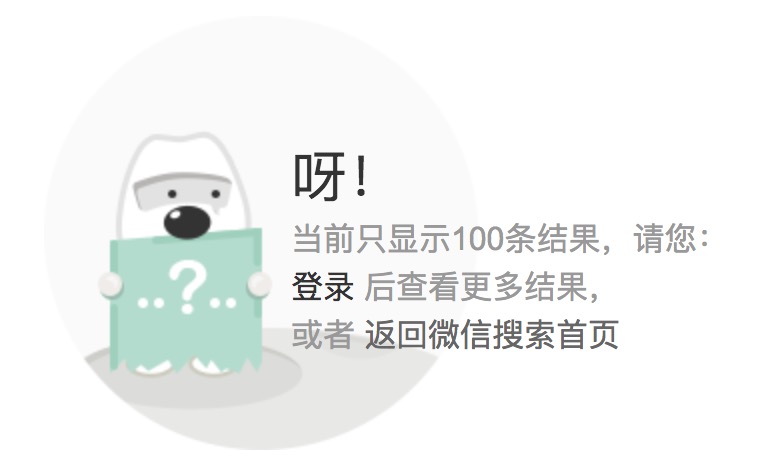 呀！
当前只显示100条结果，请您：
登录 后查看更多结果，
或者 返回微信搜索首页
..?..